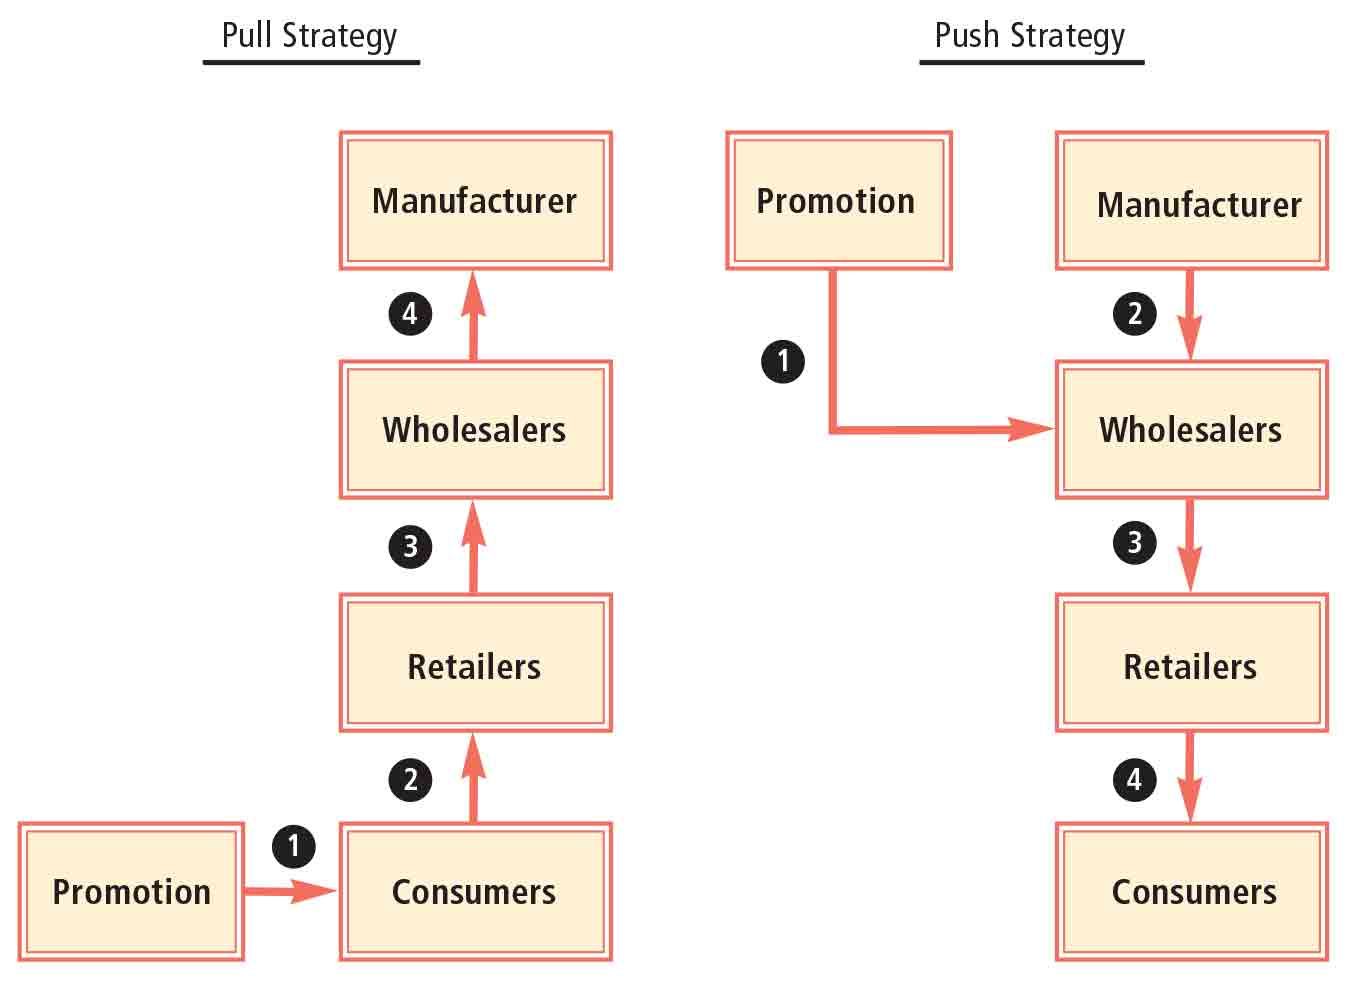 Pull Strategy
Manufacturer
4
Wholesalers
3
Retailers
2
Promotion
1
Consumers
Push Strategy
Promotion
Manufacturer
1
2
Wholesalers
3
Retailers
4
Consumers